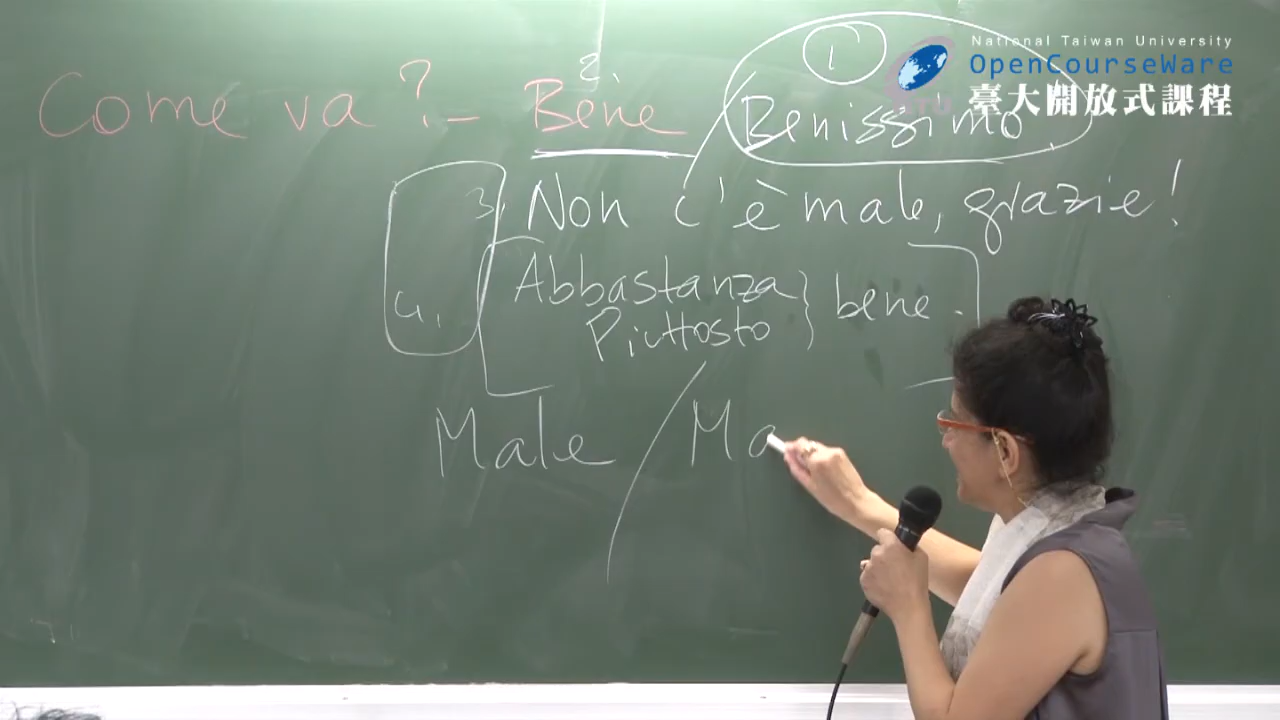 National Taiwan University
OpenCourseWare
臺大開放式課程
1
2.
Come va? - Bene / Benissimo.
3. Non c'è male, grazie!
4. Abbastanza } bene.
Piuttosto
Male / Ma